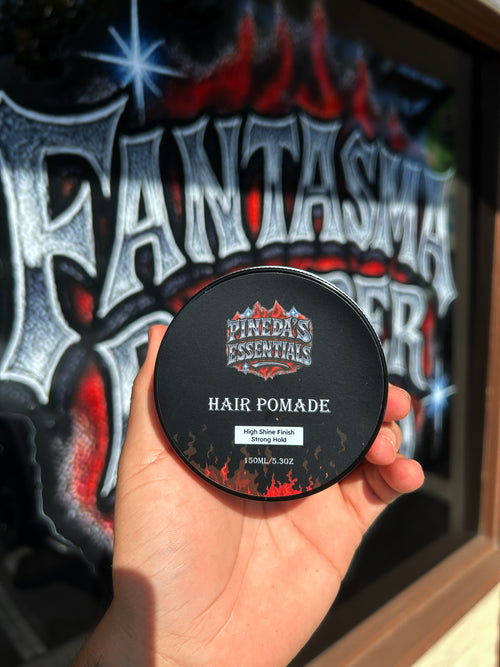 FANTASMA
PINEDA'S
ESSENTIALS
HAIR POMADE
High Shine Finish
Strong Hold
150ML/5.3OZ